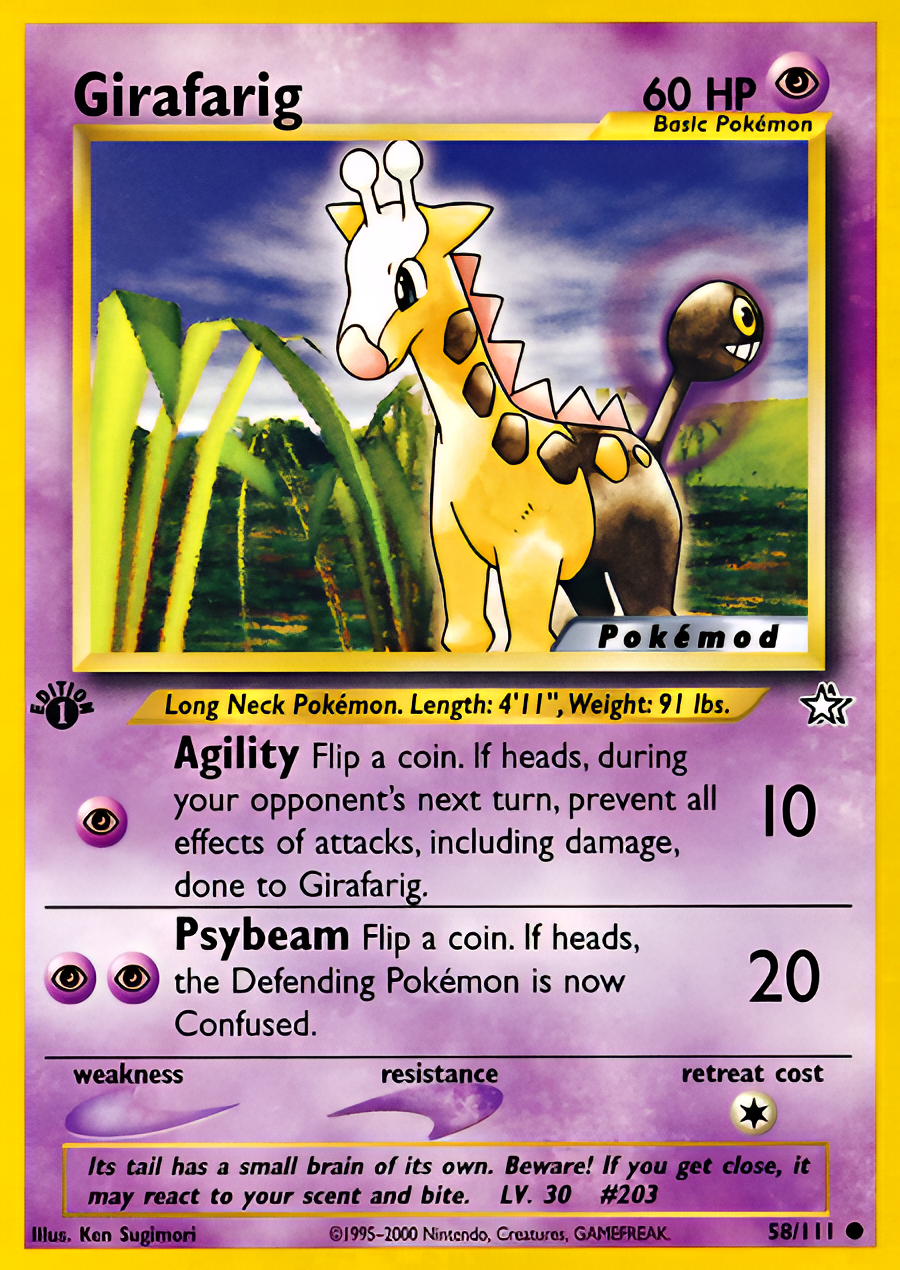 Girafarig
60 HP
Basic Pokémon
Pokémod
EDITION
1
Long Neck Pokémon. Length: 4'11", Weight: 91 lbs.
Agility Flip a coin. If heads, during
your opponent's next turn, prevent all
effects of attacks, including damage,
done to Girafarig.
10
Psybeam Flip a coin. If heads,
the Defending Pokémon is now
Confused.
20
weakness
resistance
retreat cost
Its tail has a small brain of its own. Beware! If you get close, it
may react to your scent and bite. LV. 30 #203
Illus. Ken Sugimori
©1995-2000 Nintendo, Creatures, GAMEFREAK.
58/111